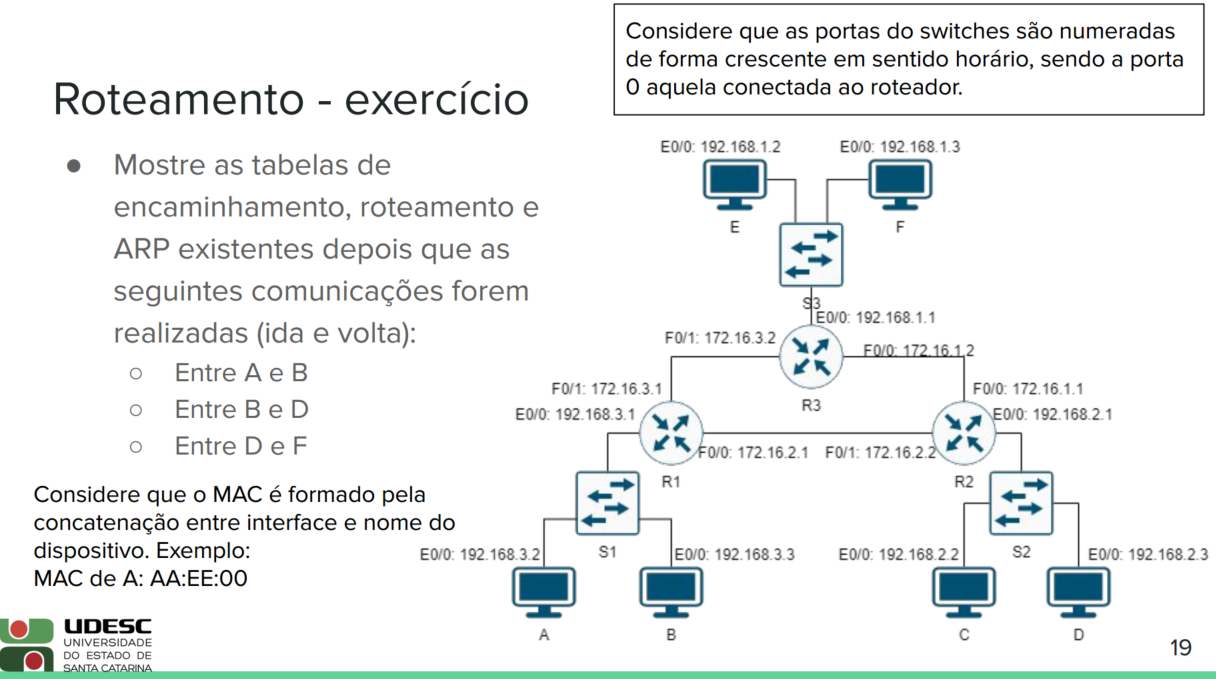 Considere que as portas do switches são numeradas
de forma crescente em sentido horário, sendo a porta
0 aquela conectada ao roteador.
Roteamento - exercício
● Mostre as tabelas de
encaminhamento, roteamento e
ARP existentes depois que as
seguintes comunicações forem
realizadas (ida e volta):
○ Entre A e B
○ Entre B e D
○ Entre D e F
Considere que o MAC é formado pela
concatenação entre interface e nome do
dispositivo. Exemplo:
MAC de A: AA:EE:00
E0/0: 192.168.1.2
E0/0: 192.168.1.3
E
F
S3
E0/0: 192.168.1.1
F0/1: 172.16.3.2
F0/0: 172.16.1.2
R3
F0/1: 172.16.3.1
F0/0: 172.16.1.1
E0/0: 192.168.3.1
E0/0: 192.168.2.1
F0/0: 172.16.2.1
F0/1: 172.16.2.2
R1
R2
S1
S2
E0/0: 192.168.3.2
E0/0: 192.168.3.3
E0/0: 192.168.2.2
E0/0: 192.168.2.3
A
B
C
D
UDESC
UNIVERSIDADE
DO ESTADO DE
SANTA CATARINA
19